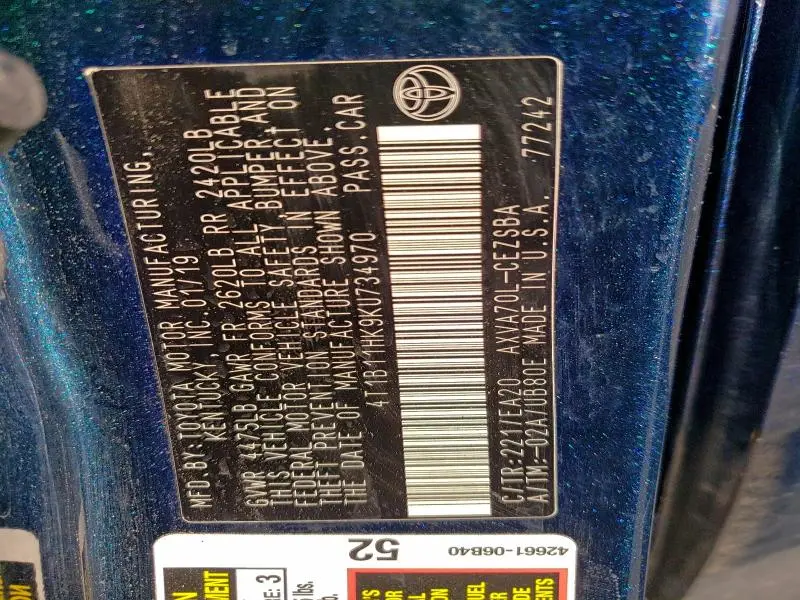 MFD BY: TOYOTA MOTOR MANUFACTURING,
KENTUCKY, INC. 01/19
GVWR 4475LB GAWR FR 2620LB RR 2420LB
THIS VEHICLE CONFORMS TO ALL APPLICABLE
FEDERAL MOTOR VEHICLE SAFETY BUMPER, AND
THEFT PREVENTION STANDARDS IN EFFECT ON
THE DATE OF MANUFACTURE SHOWN ABOVE.
4T1B11HK9KU734970 PASS. CAR
C/TR:2217EA20 AXVA70L-CEZSBA
A/TM:-02A/UB80E MADE IN U.S.A. 77242
52
42661-06B40